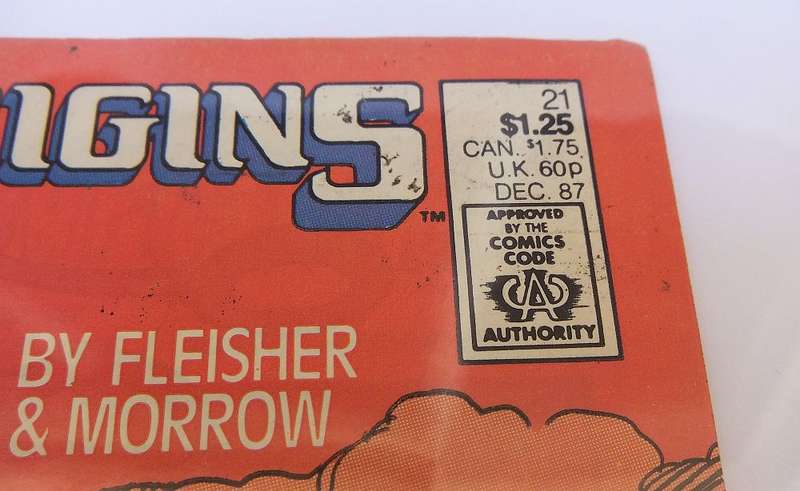 IGINS
TM
21
$1.25
CAN. $1.75
U.K. 60p
DEC. 87
APPROVED
BY THE
COMICS
CODE
CA
AUTHORITY
BY FLEISHER
& MORROW